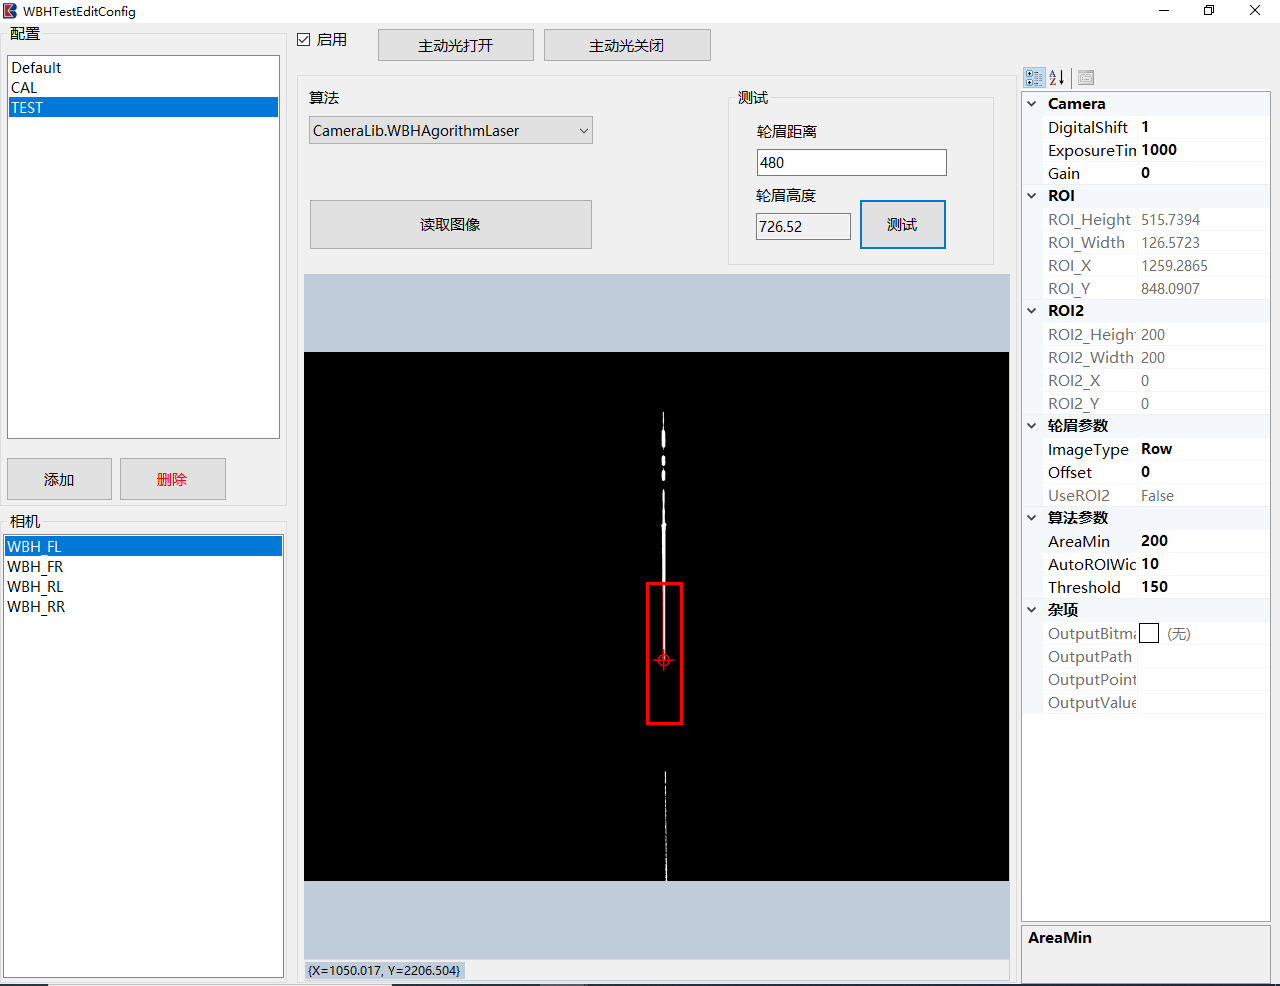 WBHTestEditConfig
配置
Default
CAL
TEST
添加
删除
相机
WBH_FL
WBH_FR
WBH_RL
WBH_RR
启用
主动光打开
主动光关闭
算法
CameraLib.WBHAgorithmLaser
读取图像
测试
轮眉距离
480
轮眉高度
726.52
测试
{X=1050.017, Y=2206.504}
Camera
DigitalShift 1
ExposureTim 1000
Gain 0
ROI
ROI_Height 515.7394
ROI_Width 126.5723
ROI_X 1259.2865
ROI_Y 848.0907
ROI2
ROI2_Heigh 200
ROI2_Width 200
ROI2_X 0
ROI2_Y 0
轮眉参数
ImageType Row
Offset 0
UseROI2 False
算法参数
AreaMin 200
AutoROIWid 10
Threshold 150
杂项
OutputBitma (无)
OutputPath
OutputPoint
OutputValue
AreaMin